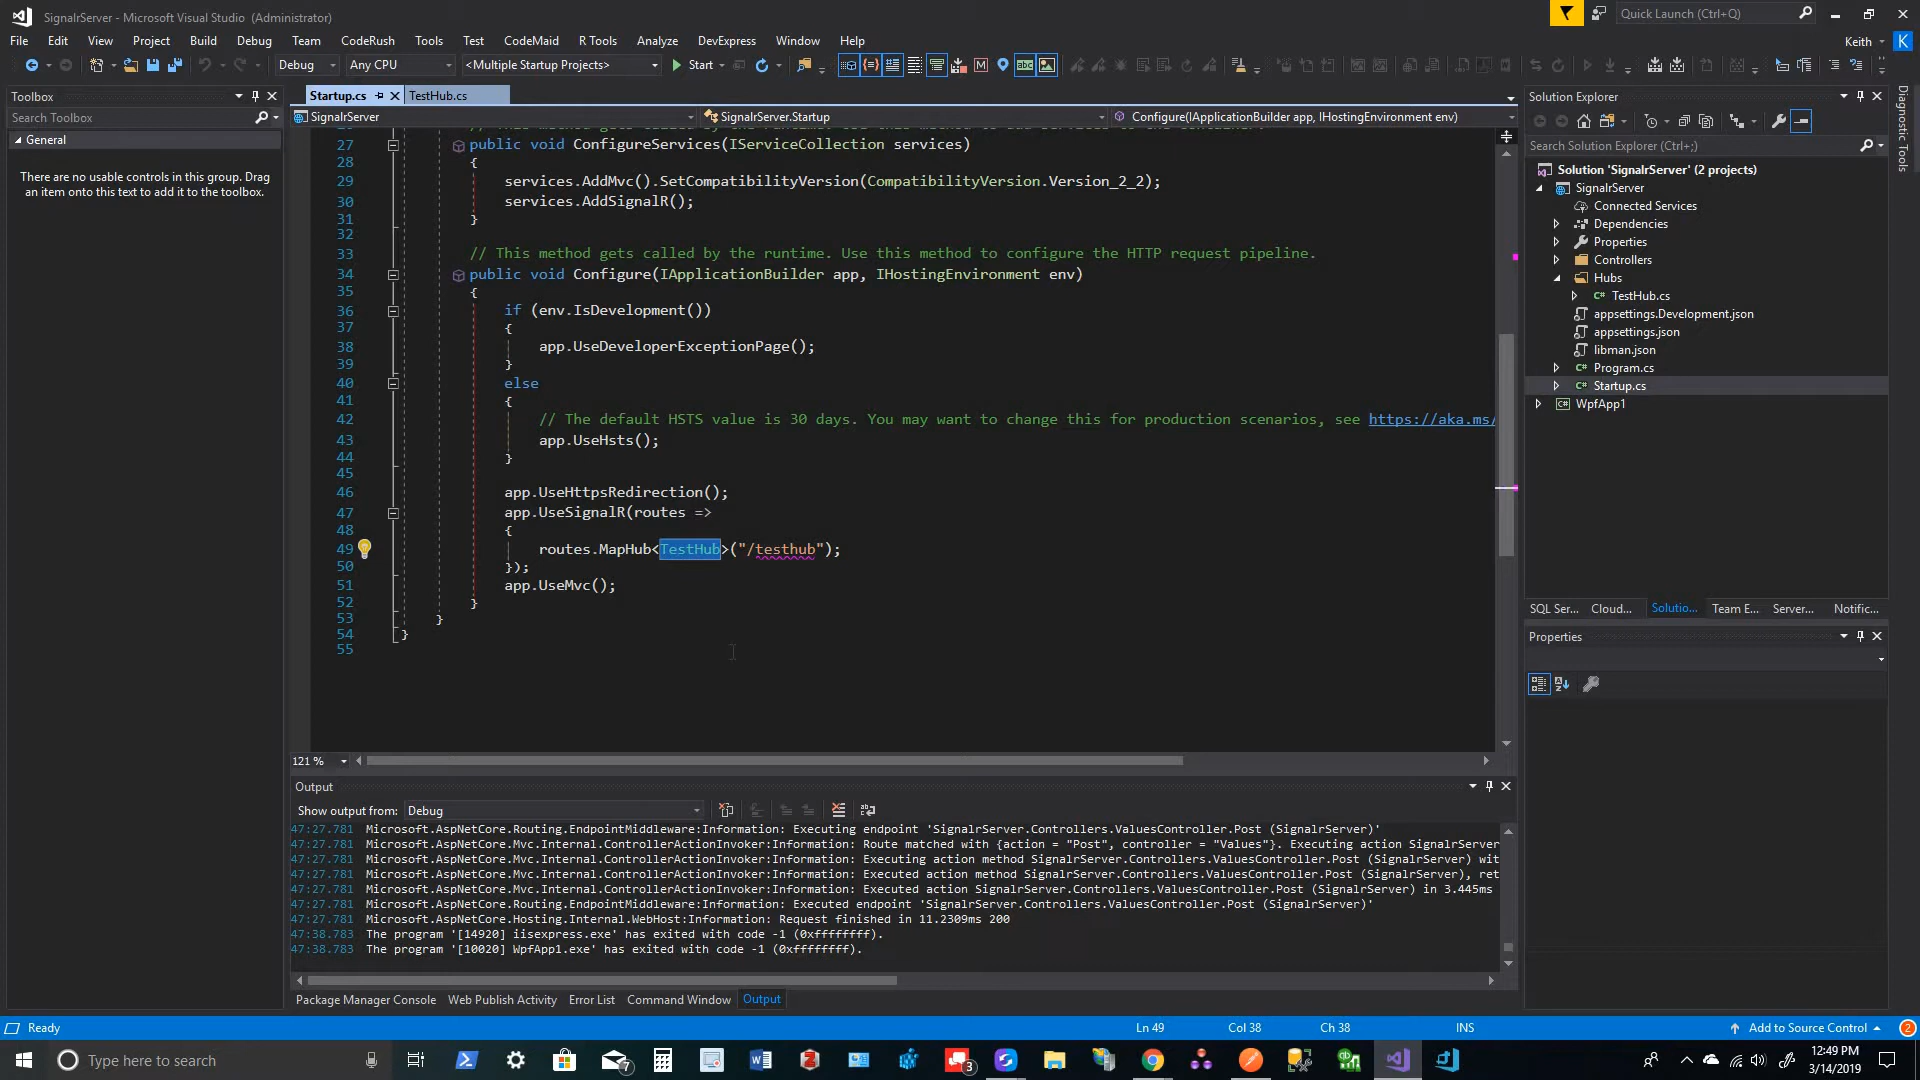 SignalrServer - Microsoft Visual Studio (Administrator)
Quick Launch (Ctrl+Q)
File Edit View Project Build Debug Team CodeRush Tools Test CodeMaid R Tools Analyze DevExpress Window Help
Keith K
Debug Any CPU <Multiple Startup Projects> Start
Toolbox
Search Toolbox
General
There are no usable controls in this group. Drag
an item onto this text to add it to the toolbox.
Startup.cs TestHub.cs
SignalrServer SignalrServer.Startup Configure(IApplicationBuilder app, IHostingEnvironment env)
27 public void ConfigureServices(IServiceCollection services)
28 {
29 services.AddMvc().SetCompatibilityVersion(CompatibilityVersion.Version_2_2);
30 services.AddSignalR();
31 }
32
33 // This method gets called by the runtime. Use this method to configure the HTTP request pipeline.
34 public void Configure(IApplicationBuilder app, IHostingEnvironment env)
35 {
36 if (env.IsDevelopment())
37 {
38 app.UseDeveloperExceptionPage();
39 }
40 else
41 {
42 // The default HSTS value is 30 days. You may want to change this for production scenarios, see https://aka.ms/
43 app.UseHsts();
44 }
45
46 app.UseHttpsRedirection();
47 app.UseSignalR(routes =>
48 {
49 routes.MapHub<TestHub>("/testhub");
50 });
51 app.UseMvc();
52 }
53 }
54 }
55
121 %
Output
Show output from: Debug
47:27.781 Microsoft.AspNetCore.Routing.EndpointMiddleware:Information: Executing endpoint 'SignalrServer.Controllers.ValuesController.Post (SignalrServer)'
47:27.781 Microsoft.AspNetCore.Mvc.Internal.ControllerActionInvoker:Information: Route matched with {action = "Post", controller = "Values"}. Executing action SignalrServer
47:27.781 Microsoft.AspNetCore.Mvc.Internal.ControllerActionInvoker:Information: Executing action method SignalrServer.Controllers.ValuesController.Post (SignalrServer) wit
47:27.781 Microsoft.AspNetCore.Mvc.Internal.ControllerActionInvoker:Information: Executed action method SignalrServer.Controllers.ValuesController.Post (SignalrServer), ret
47:27.781 Microsoft.AspNetCore.Mvc.Internal.ControllerActionInvoker:Information: Executed action SignalrServer.Controllers.ValuesController.Post (SignalrServer) in 3.445ms
47:27.781 Microsoft.AspNetCore.Routing.EndpointMiddleware:Information: Executed endpoint 'SignalrServer.Controllers.ValuesController.Post (SignalrServer)'
47:27.781 Microsoft.AspNetCore.Hosting.Internal.WebHost:Information: Request finished in 11.2309ms 200
47:38.783 The program '[14920] iisexpress.exe' has exited with code -1 (0xffffffff).
47:38.783 The program '[10020] WpfApp1.exe' has exited with code -1 (0xffffffff).
Package Manager Console Web Publish Activity Error List Command Window Output
Solution Explorer
Search Solution Explorer (Ctrl+;)
Solution 'SignalrServer' (2 projects)
SignalrServer
Connected Services
Dependencies
Properties
Controllers
Hubs
TestHub.cs
appsettings.Development.json
appsettings.json
libman.json
Program.cs
Startup.cs
WpfApp1
SQL Ser... Cloud... Solutio... Team E... Server... Notific...
Properties
Diagnostic Tools
Ready Ln 49 Col 38 Ch 38 INS Add to Source Control 2
Type here to search
7
3
12:49 PM
3/14/2019